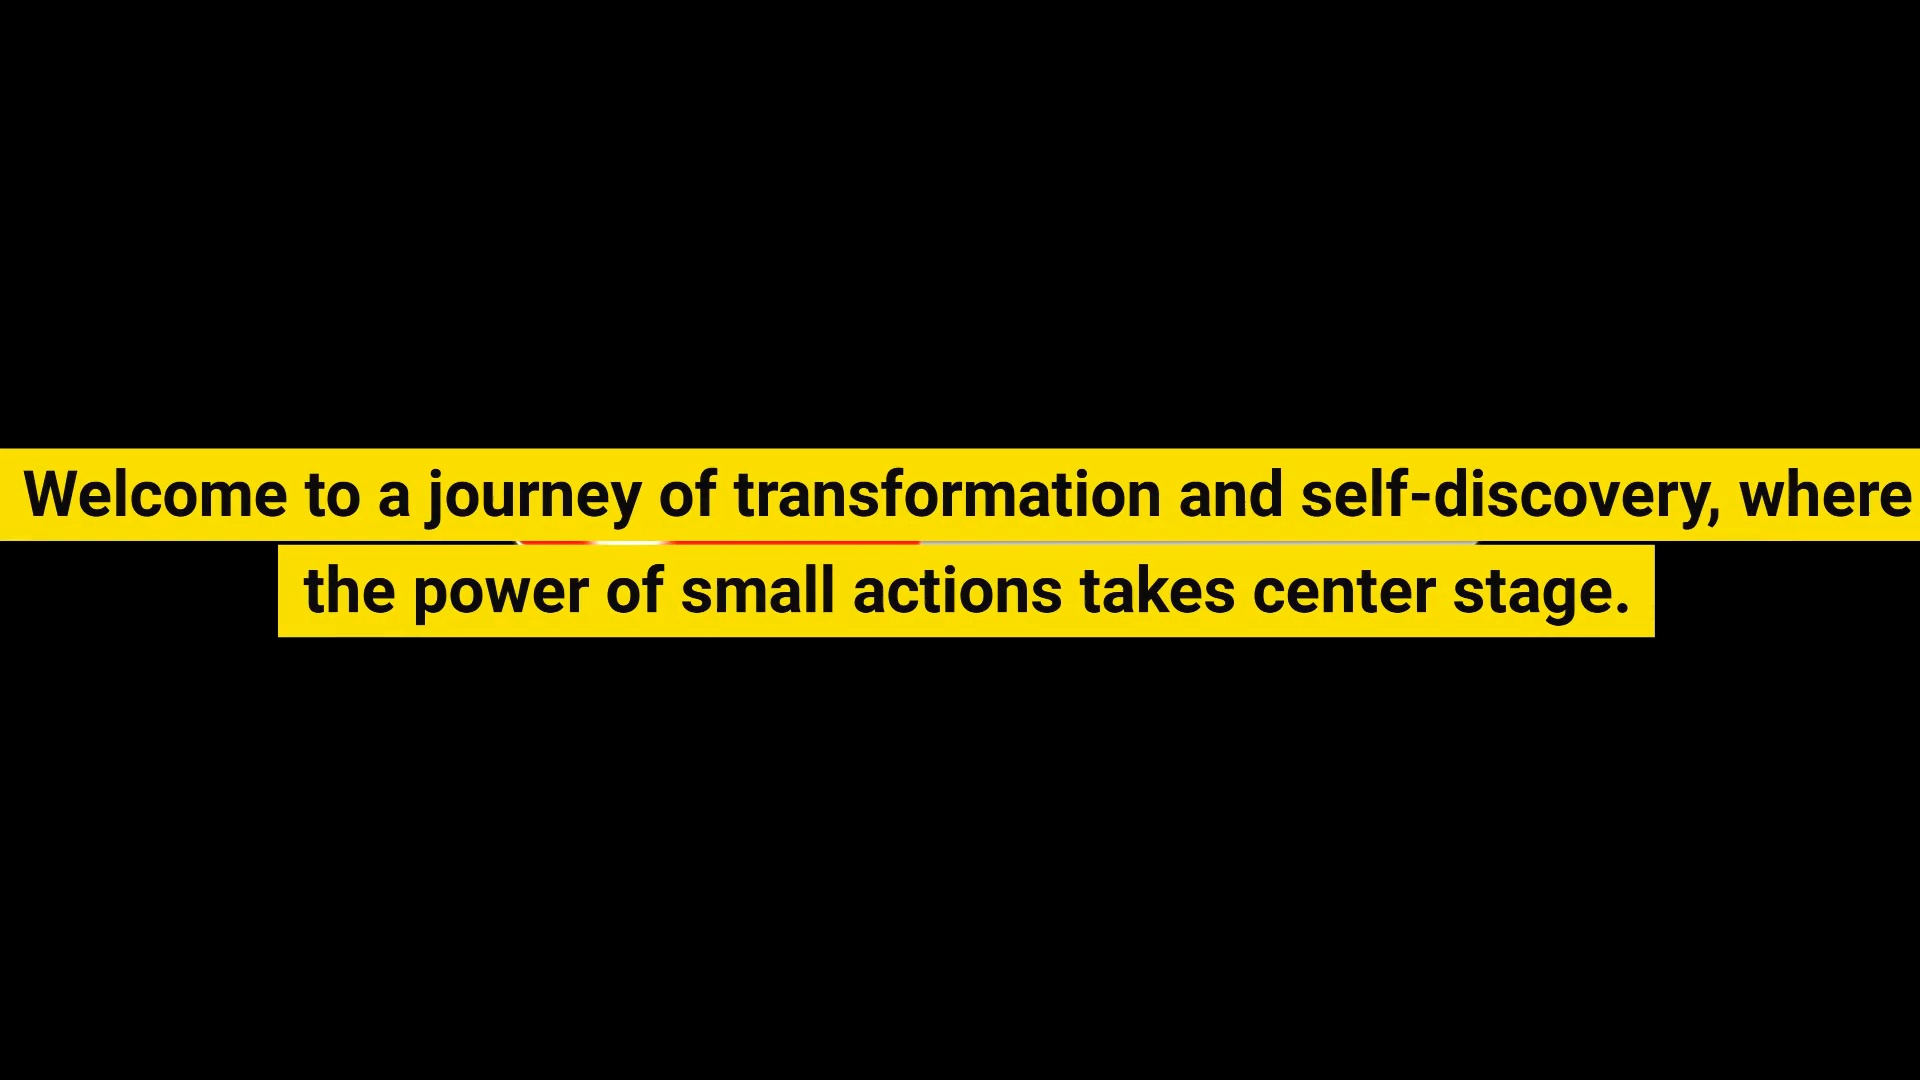 Welcome to a journey of transformation and self-discovery, where
the power of small actions takes center stage.